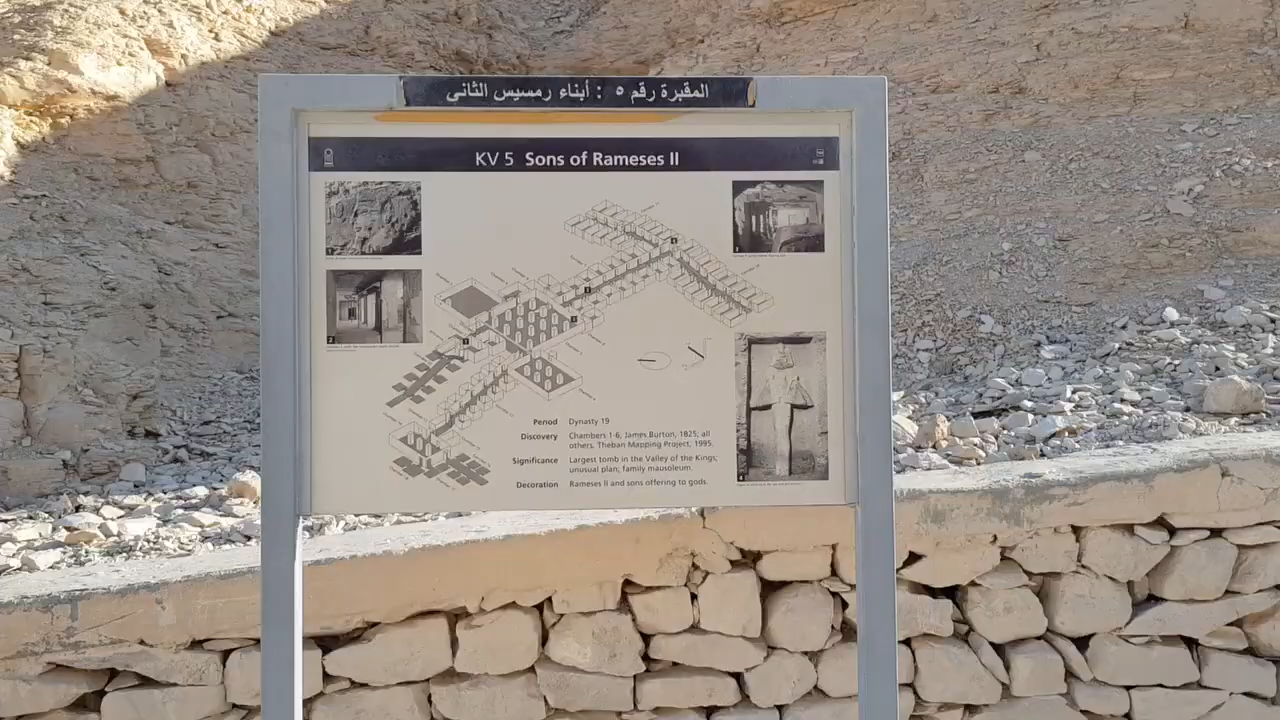 المقبرة رقم ٥ : أبناء رمسيس الثانى
KV 5 Sons of Rameses II
Period Dynasty 19
Discovery Chambers 1-6, James Burton, 1825; all
others, Theban Mapping Project, 1995.
Significance Largest tomb in the Valley of the Kings;
unusual plan; family mausoleum.
Decoration Rameses II and sons offering to gods.